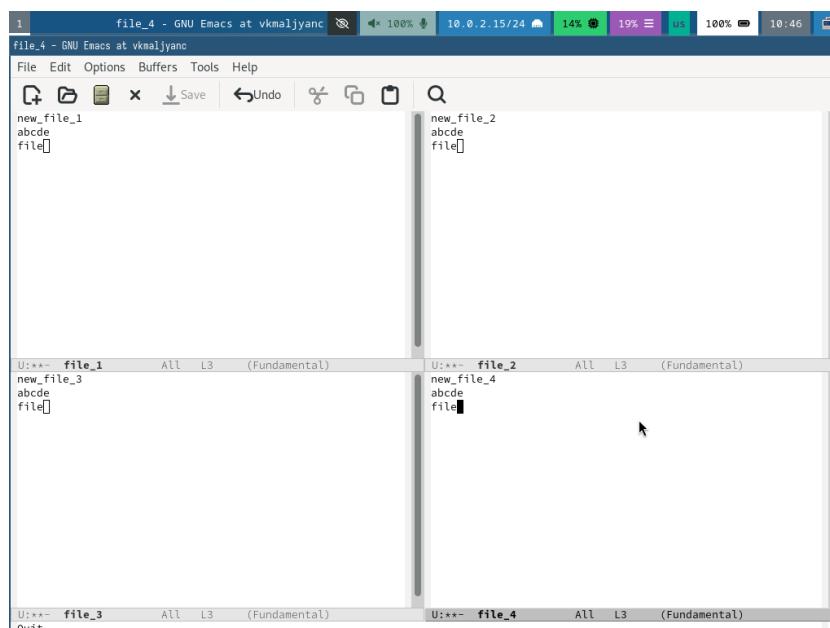 1 file_4 - GNU Emacs at vkmaljyanc 100% 10.0.2.15/24 14% 19% us 100% 10:46
file_4 - GNU Emacs at vkmaljyanc
File Edit Options Buffers Tools Help
Save Undo
new_file_1
abcde
file
U:**- file_1 All L3 (Fundamental)
new_file_2
abcde
file
U:**- file_2 All L3 (Fundamental)
new_file_3
abcde
file
U:**- file_3 All L3 (Fundamental)
new_file_4
abcde
file
U:**- file_4 All L3 (Fundamental)
Quit